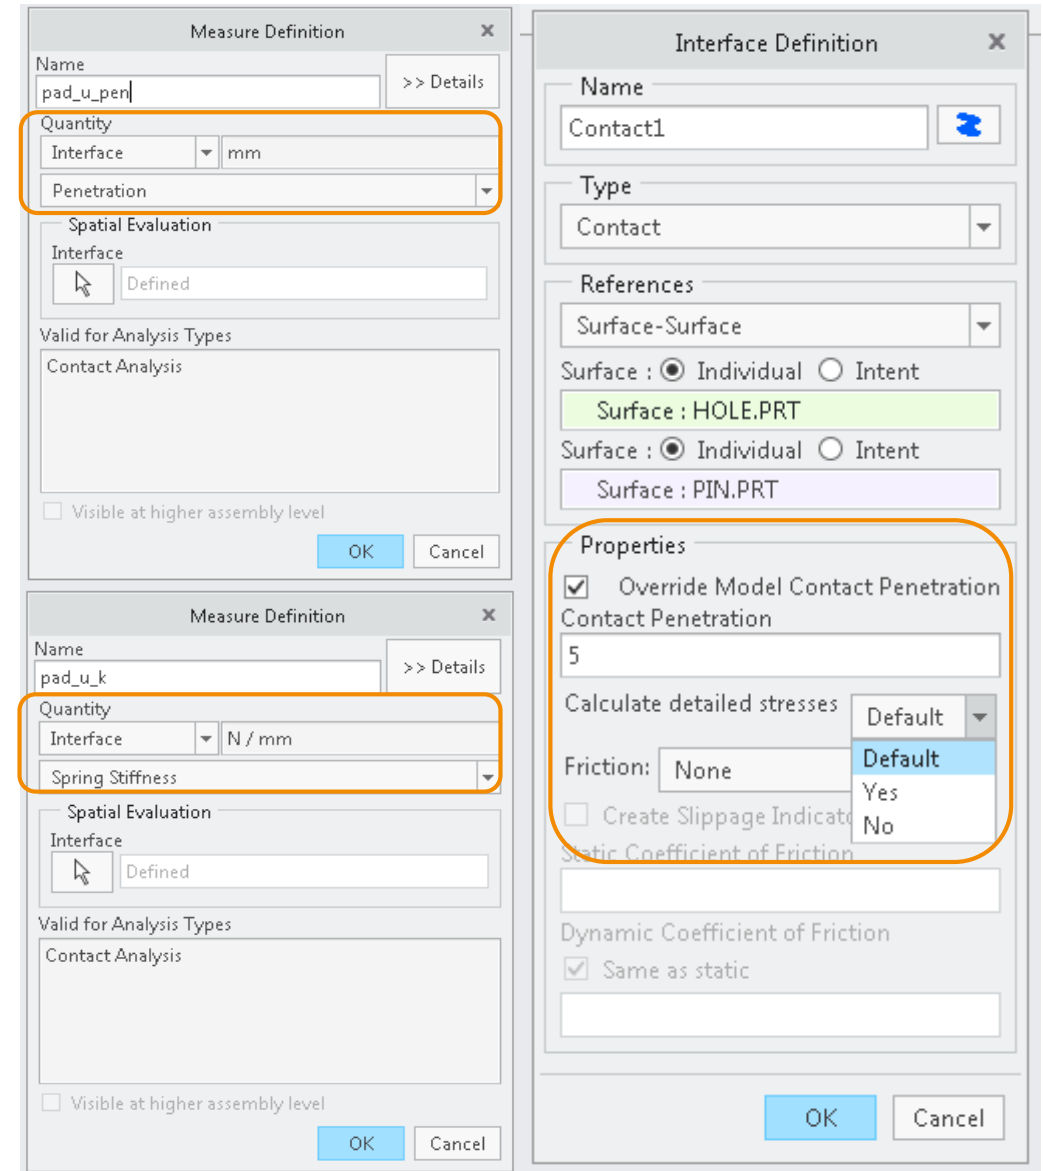 Measure Definition
Name
pad_u_pen
>> Details
Quantity
Interface
mm
Penetration
Spatial Evaluation
Interface
Defined
Valid for Analysis Types
Contact Analysis
Visible at higher assembly level
OK
Cancel
Measure Definition
Name
pad_u_k
>> Details
Quantity
Interface
N / mm
Spring Stiffness
Spatial Evaluation
Interface
Defined
Valid for Analysis Types
Contact Analysis
Visible at higher assembly level
OK
Cancel
Interface Definition
Name
Contact1
Type
Contact
References
Surface-Surface
Surface : Individual Intent
Surface : HOLE.PRT
Surface : Individual Intent
Surface : PIN.PRT
Properties
Override Model Contact Penetration
Contact Penetration
5
Calculate detailed stresses
Default
Default
Yes
No
Friction:
None
Create Slippage Indicato
Static Coefficient of Friction
Dynamic Coefficient of Friction
Same as static
OK
Cancel